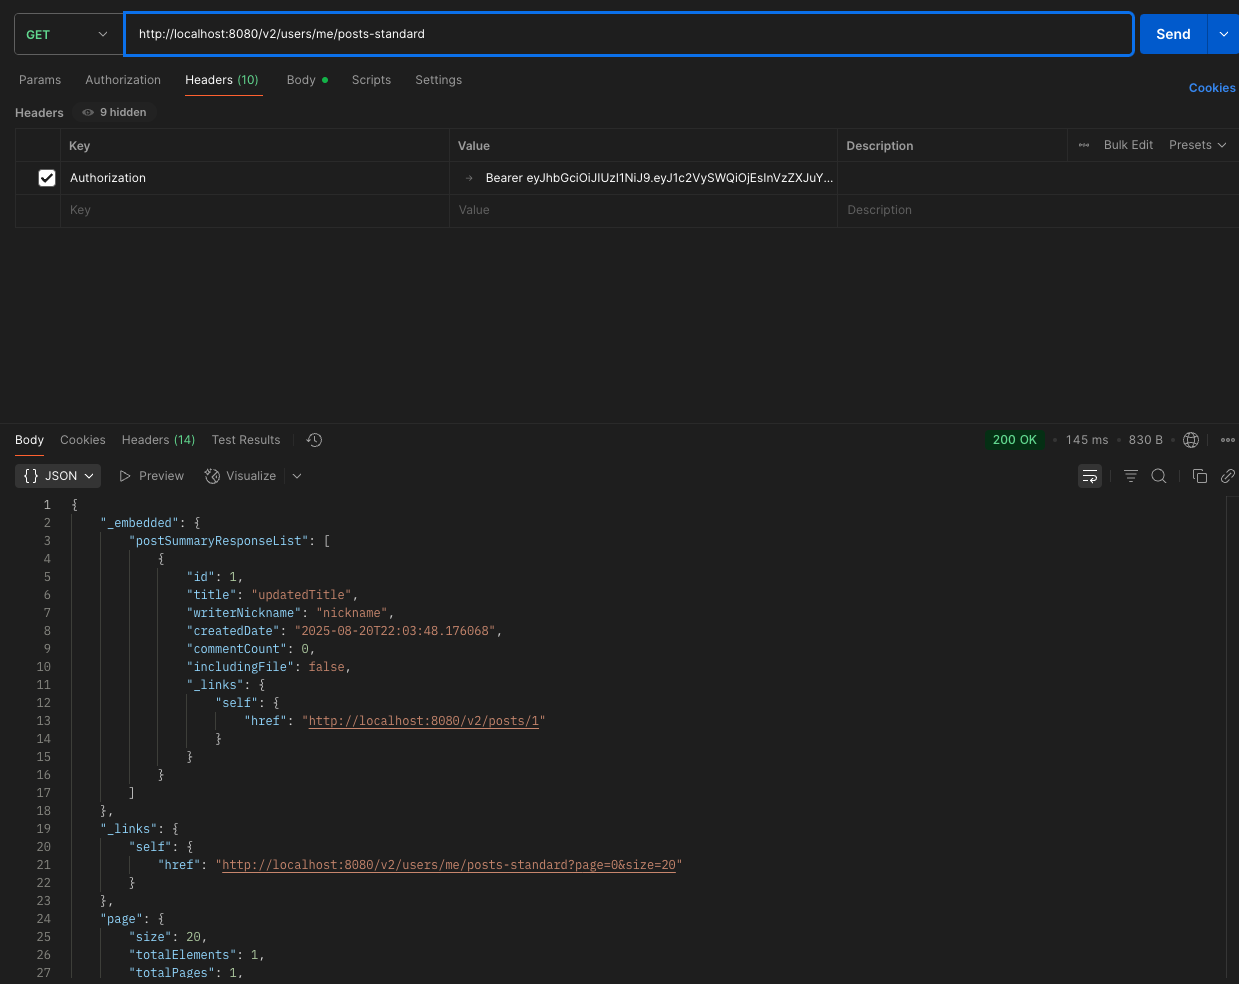 GET http://localhost:8080/v2/users/me/posts-standard Send
Params Authorization Headers (10) Body Scripts Settings
Cookies
Headers 9 hidden
Key Value Description Bulk Edit Presets
Authorization Bearer eyJhbGciOiJIUzI1NiJ9.eyJ1c2VySWQiOjEsInVzZXJuY...
Key Value Description
Body Cookies Headers (14) Test Results 200 OK 145 ms 830 B
{} JSON Preview Visualize
1 {
2 "_embedded": {
3 "postSummaryResponseList": [
4 {
5 "id": 1,
6 "title": "updatedTitle",
7 "writerNickname": "nickname",
8 "createdDate": "2025-08-20T22:03:48.176068",
9 "commentCount": 0,
10 "includingFile": false,
11 "_links": {
12 "self": {
13 "href": "http://localhost:8080/v2/posts/1"
14 }
15 }
16 }
17 ]
18 },
19 "_links": {
20 "self": {
21 "href": "http://localhost:8080/v2/users/me/posts-standard?page=0&size=20"
22 }
23 },
24 "page": {
25 "size": 20,
26 "totalElements": 1,
27 "totalPages": 1,